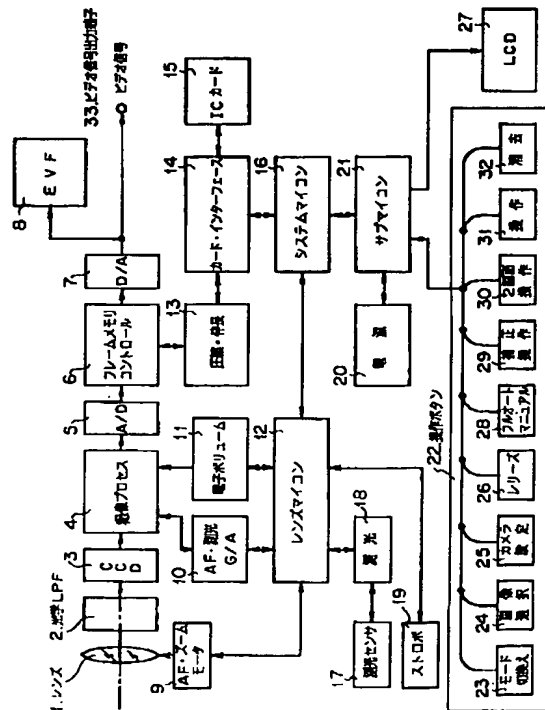 33.ビデオ信号出力端子
ビデオ信号
8
EVF
7
D/A
6
フレームメモリ
コントロール
5
A/D
4
撮像プロセス
3
CCD
2.光学LPF
1.レンズ
15
ICカード
14
カード・インターフェース
13
圧縮・伸長
11
電子ボリューム
10
AF・測光
G/A
9
AF・ズーム
モータ
16
システムマイコン
12
レンズマイコン
18
測光
17
測光センサ
19
ストロボ
21
サブマイコン
20
電源
27
LCD
22.操作ボタン
23
モード
切換え
24
画像
選択
25
カメラ
設定
26
レリーズ
28
フルオート
マニュアル
29
補正
操作
30
2画面
操作
31
操作
32
消去